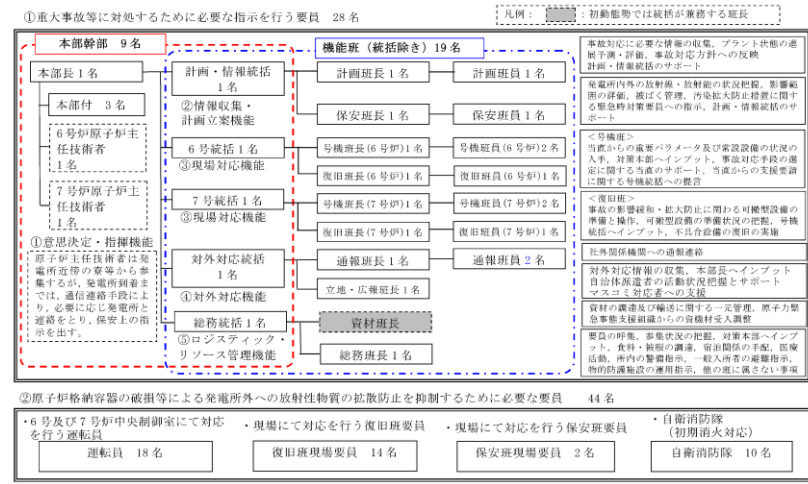 ①重大事故等に対処するために必要な指示を行う要員　28 名
凡例：　：初動態勢では統括が兼務する班長
本部幹部　9 名
機能班（統括除き）19 名
本部長 1 名
本部付　3 名
6 号炉原子炉主
任技術者
1 名
7 号炉原子炉主
任技術者
1 名
①意思決定・指揮機能
原子炉主任技術者は発
電所近傍の寮等から参
集するが，発電所到着ま
では，通信連絡手段によ
り，必要に応じ発電所と
連絡をとり，保安上の指
示を出す。
計画・情報統括
1 名
②情報収集・
計画立案機能
6 号統括 1 名
③現場対応機能
7 号統括 1 名
③現場対応機能
対外対応統括
1 名
④対外対応機能
総務統括 1 名
⑤ロジスティック・
リソース管理機能
計画班長 1 名
計画班員 1 名
保安班長 1 名
保安班員 1 名
号機班長(6 号炉)1 名
号機班員(6 号炉)2 名
復旧班長(6 号炉)1 名
復旧班員(6 号炉)1 名
号機班長(7 号炉)1 名
号機班員(7 号炉)2 名
復旧班長(7 号炉)1 名
復旧班員(7 号炉)1 名
通報班長 1 名
通報班員 2 名
立地・広報班長 1 名
資材班長
総務班長 1 名
事故対応に必要な情報の収集，プラント状態の進
展予測・評価，事故対応方針への反映
計画・情報統括のサポート
発電所内外の放射線・放射能の状況把握，影響範
囲の評価，被ばく管理，汚染拡大防止措置に関す
る緊急時対策要員への指示，計画・情報統括のサ
ポート
＜号機班＞
当直からの重要パラメータ及び常設設備の状況の
入手，対策本部へインプット，事故対応手段の選
定に関する当直のサポート，当直からの支援要請
に関する号機統括への提言
＜復旧班＞
事故の影響緩和・拡大防止に関わる可搬型設備の
準備と操作，可搬型設備の準備状況の把握，号機
統括へインプット，不具合設備の復旧の実施
社外関係機関への通報連絡
対外対応情報の収集，本部長へインプット
自治体派遣者の活動状況把握とサポート
マスコミ対応者への支援
資材の調達及び輸送に関する一元管理，原子力緊
急事態支援組織からの資機材受入調整
要員の呼集，参集状況の把握，対策本部へインプ
ット，食料・被服の調達，宿泊関係の手配，医療
活動，所内の警備指示，一般入所者の避難指示，
物的防護施設の運用指示，他の班に属さない事項
②原子炉格納容器の破損等による発電所外への放射性物質の拡散防止を抑制するために必要な要員　44 名
・6 号及び 7 号炉中央制御室にて対応
を行う運転員
運転員　18 名
・現場にて対応を行う復旧班要員
復旧班現場要員　14 名
・現場にて対応を行う保安班要員
保安班現場要員　2 名
・自衛消防隊
（初期消火対応）
自衛消防隊　10 名